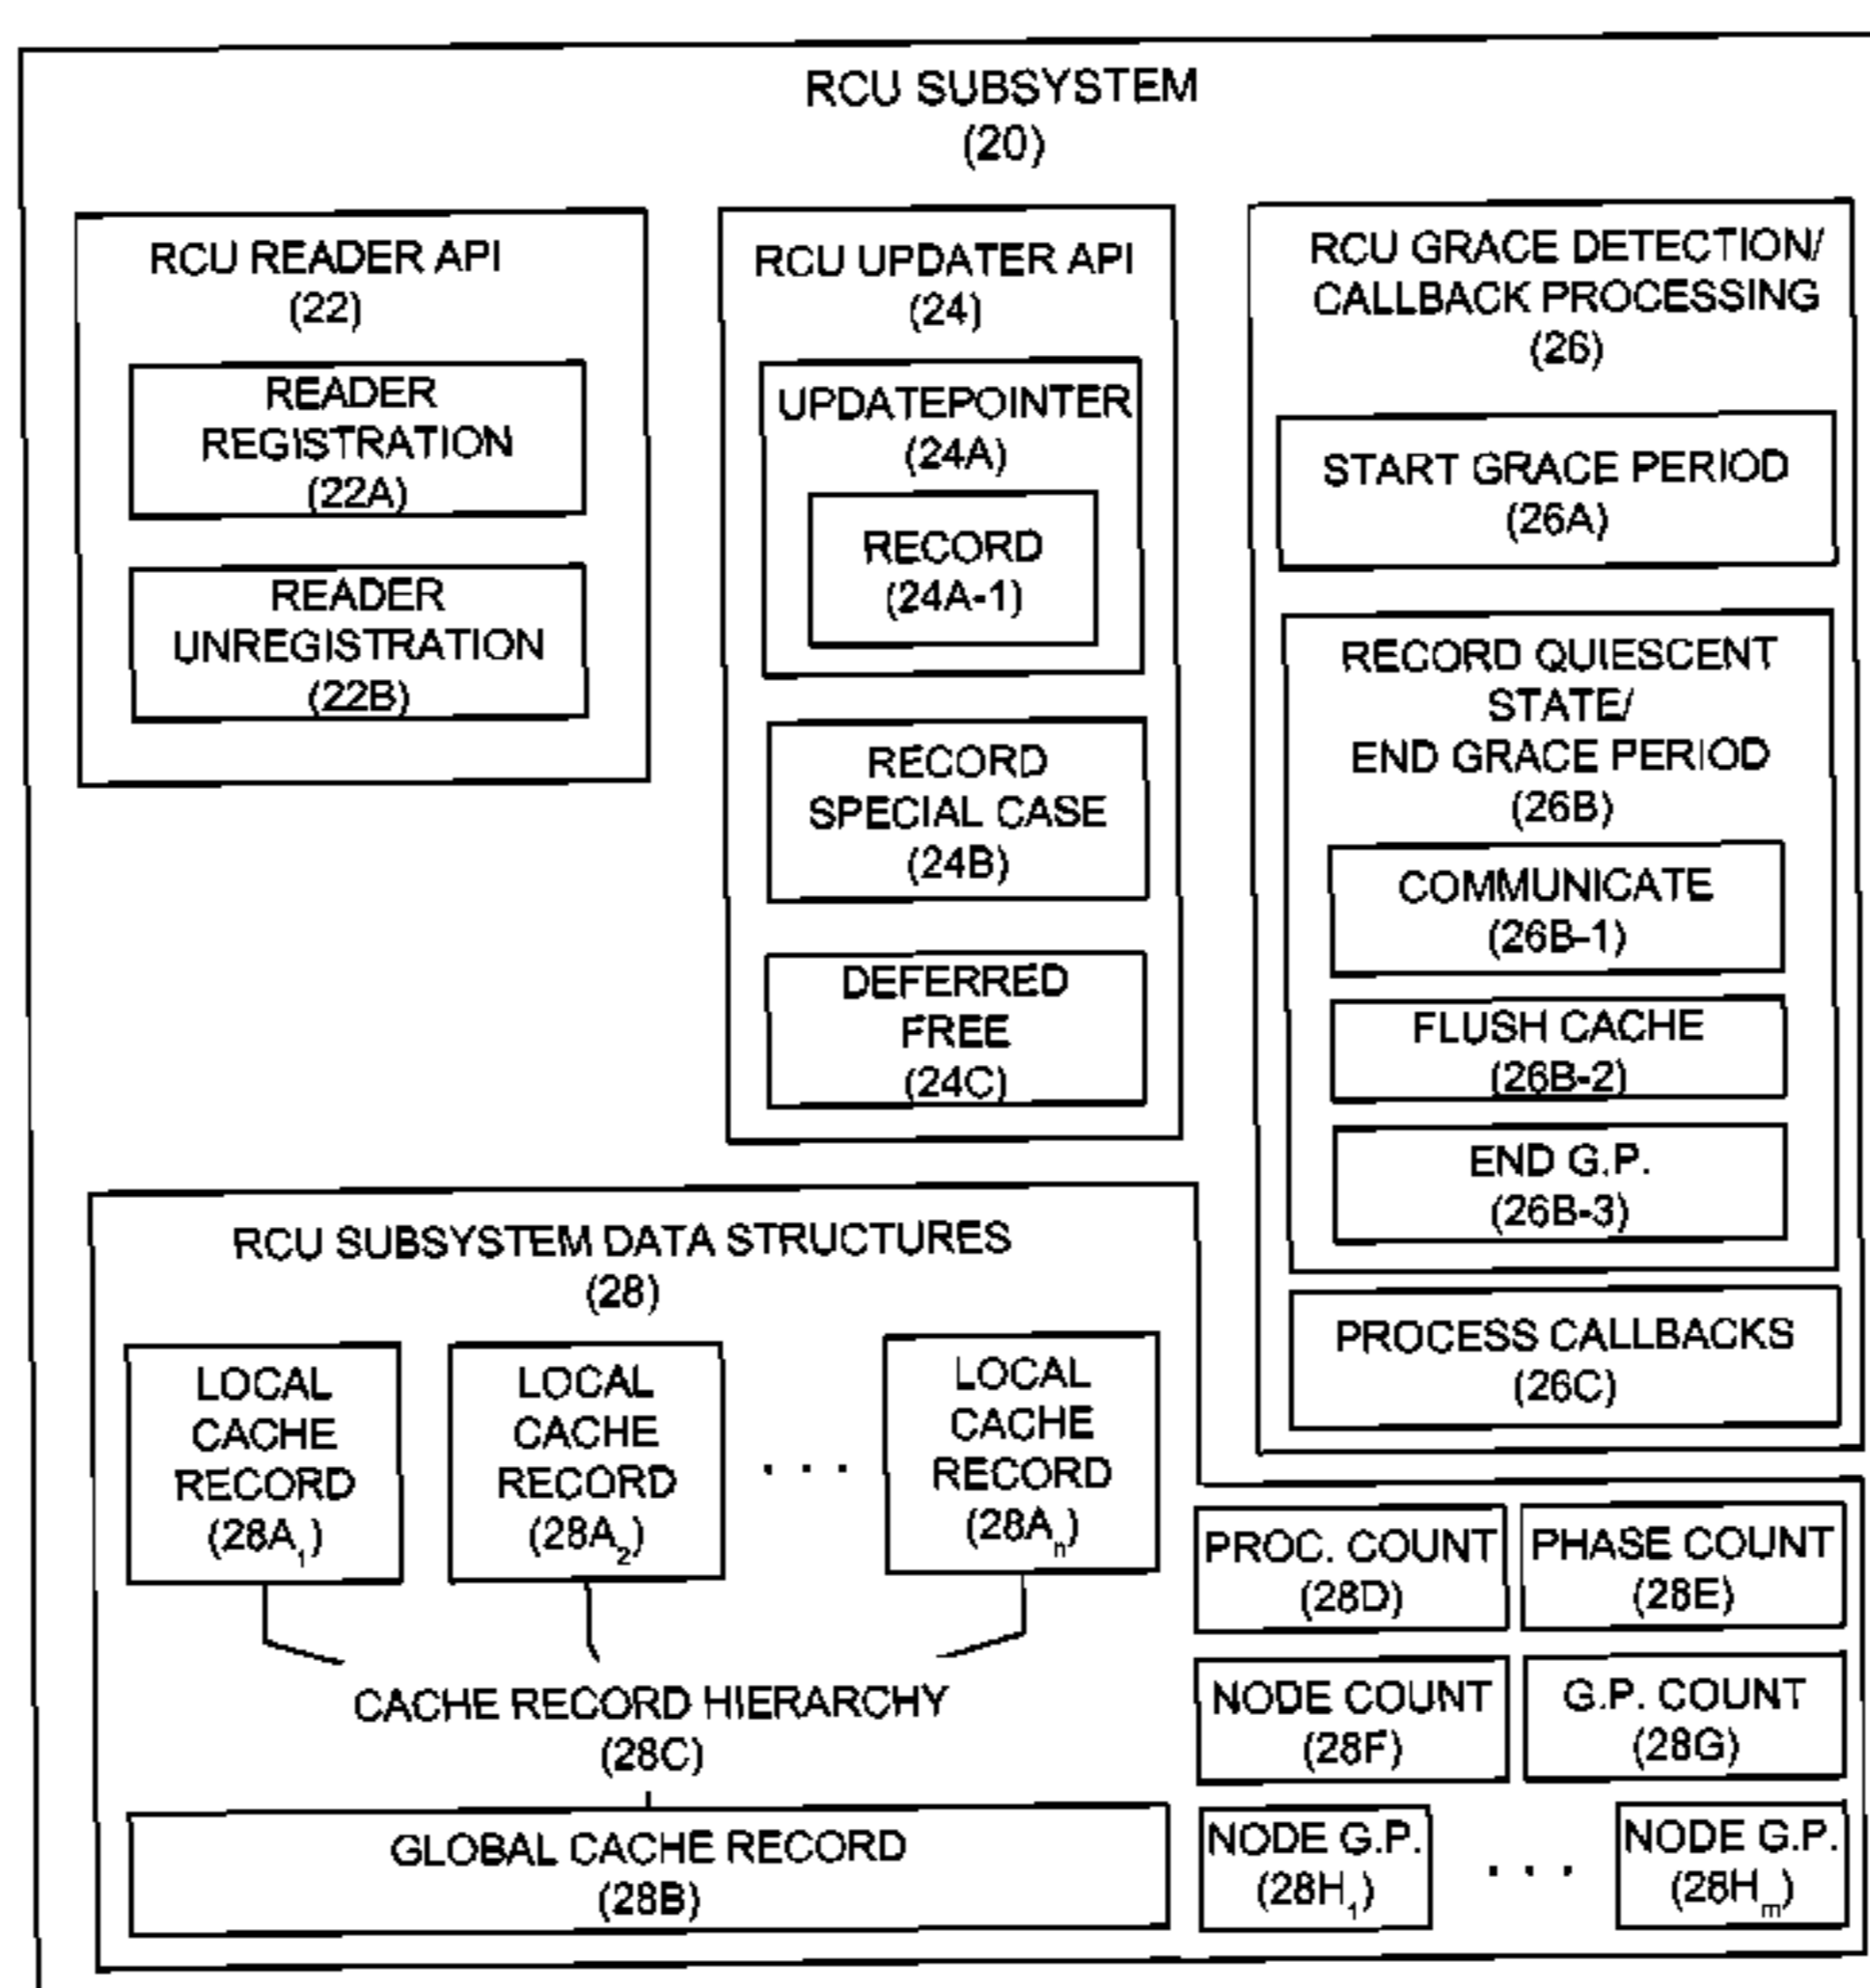 RCU SUBSYSTEM
(20)
RCU READER API
(22)
READER
REGISTRATION
(22A)
READER
UNREGISTRATION
(22B)
RCU UPDATER API
(24)
UPDATEPOINTER
(24A)
RECORD
(24A-1)
RECORD
SPECIAL CASE
(24B)
DEFERRED
FREE
(24C)
RCU GRACE DETECTION/
CALLBACK PROCESSING
(26)
START GRACE PERIOD
(26A)
RECORD QUIESCENT
STATE/
END GRACE PERIOD
(26B)
COMMUNICATE
(26B-1)
FLUSH CACHE
(26B-2)
END G.P.
(26B-3)
PROCESS CALLBACKS
(26C)
RCU SUBSYSTEM DATA STRUCTURES
(28)
LOCAL
CACHE
RECORD
(28A₁)
LOCAL
CACHE
RECORD
(28A₂)
. . .
LOCAL
CACHE
RECORD
(28Aₙ)
CACHE RECORD HIERARCHY
(28C)
GLOBAL CACHE RECORD
(28B)
PROC. COUNT
(28D)
PHASE COUNT
(28E)
NODE COUNT
(28F)
G.P. COUNT
(28G)
NODE G.P.
(28H₁)
. . .
NODE G.P.
(28Hₘ)